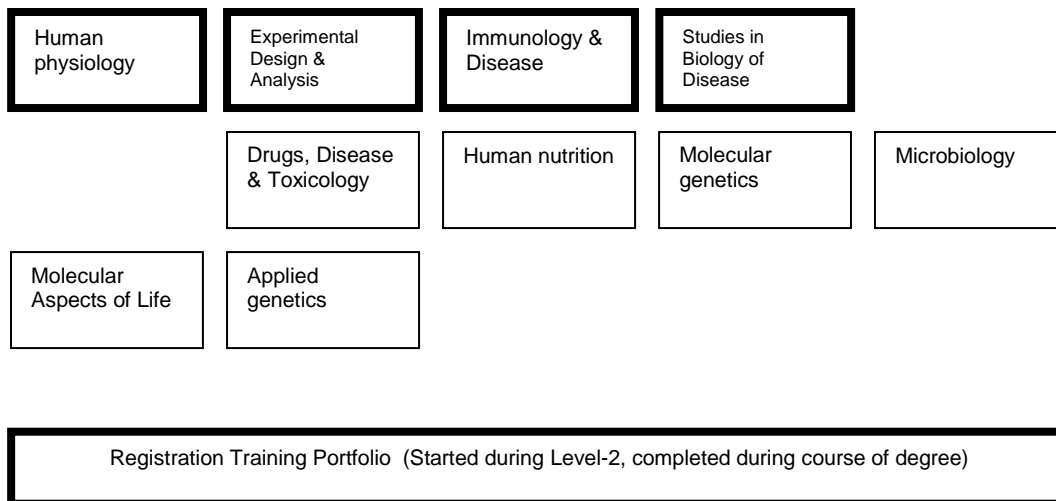 Human
physiology
Experimental
Design &
Analysis
Immunology &
Disease
Studies in
Biology of
Disease
Drugs, Disease
& Toxicology
Human nutrition
Molecular
genetics
Microbiology
Molecular
Aspects of Life
Applied
genetics
Registration Training Portfolio (Started during Level-2, completed during course of degree)